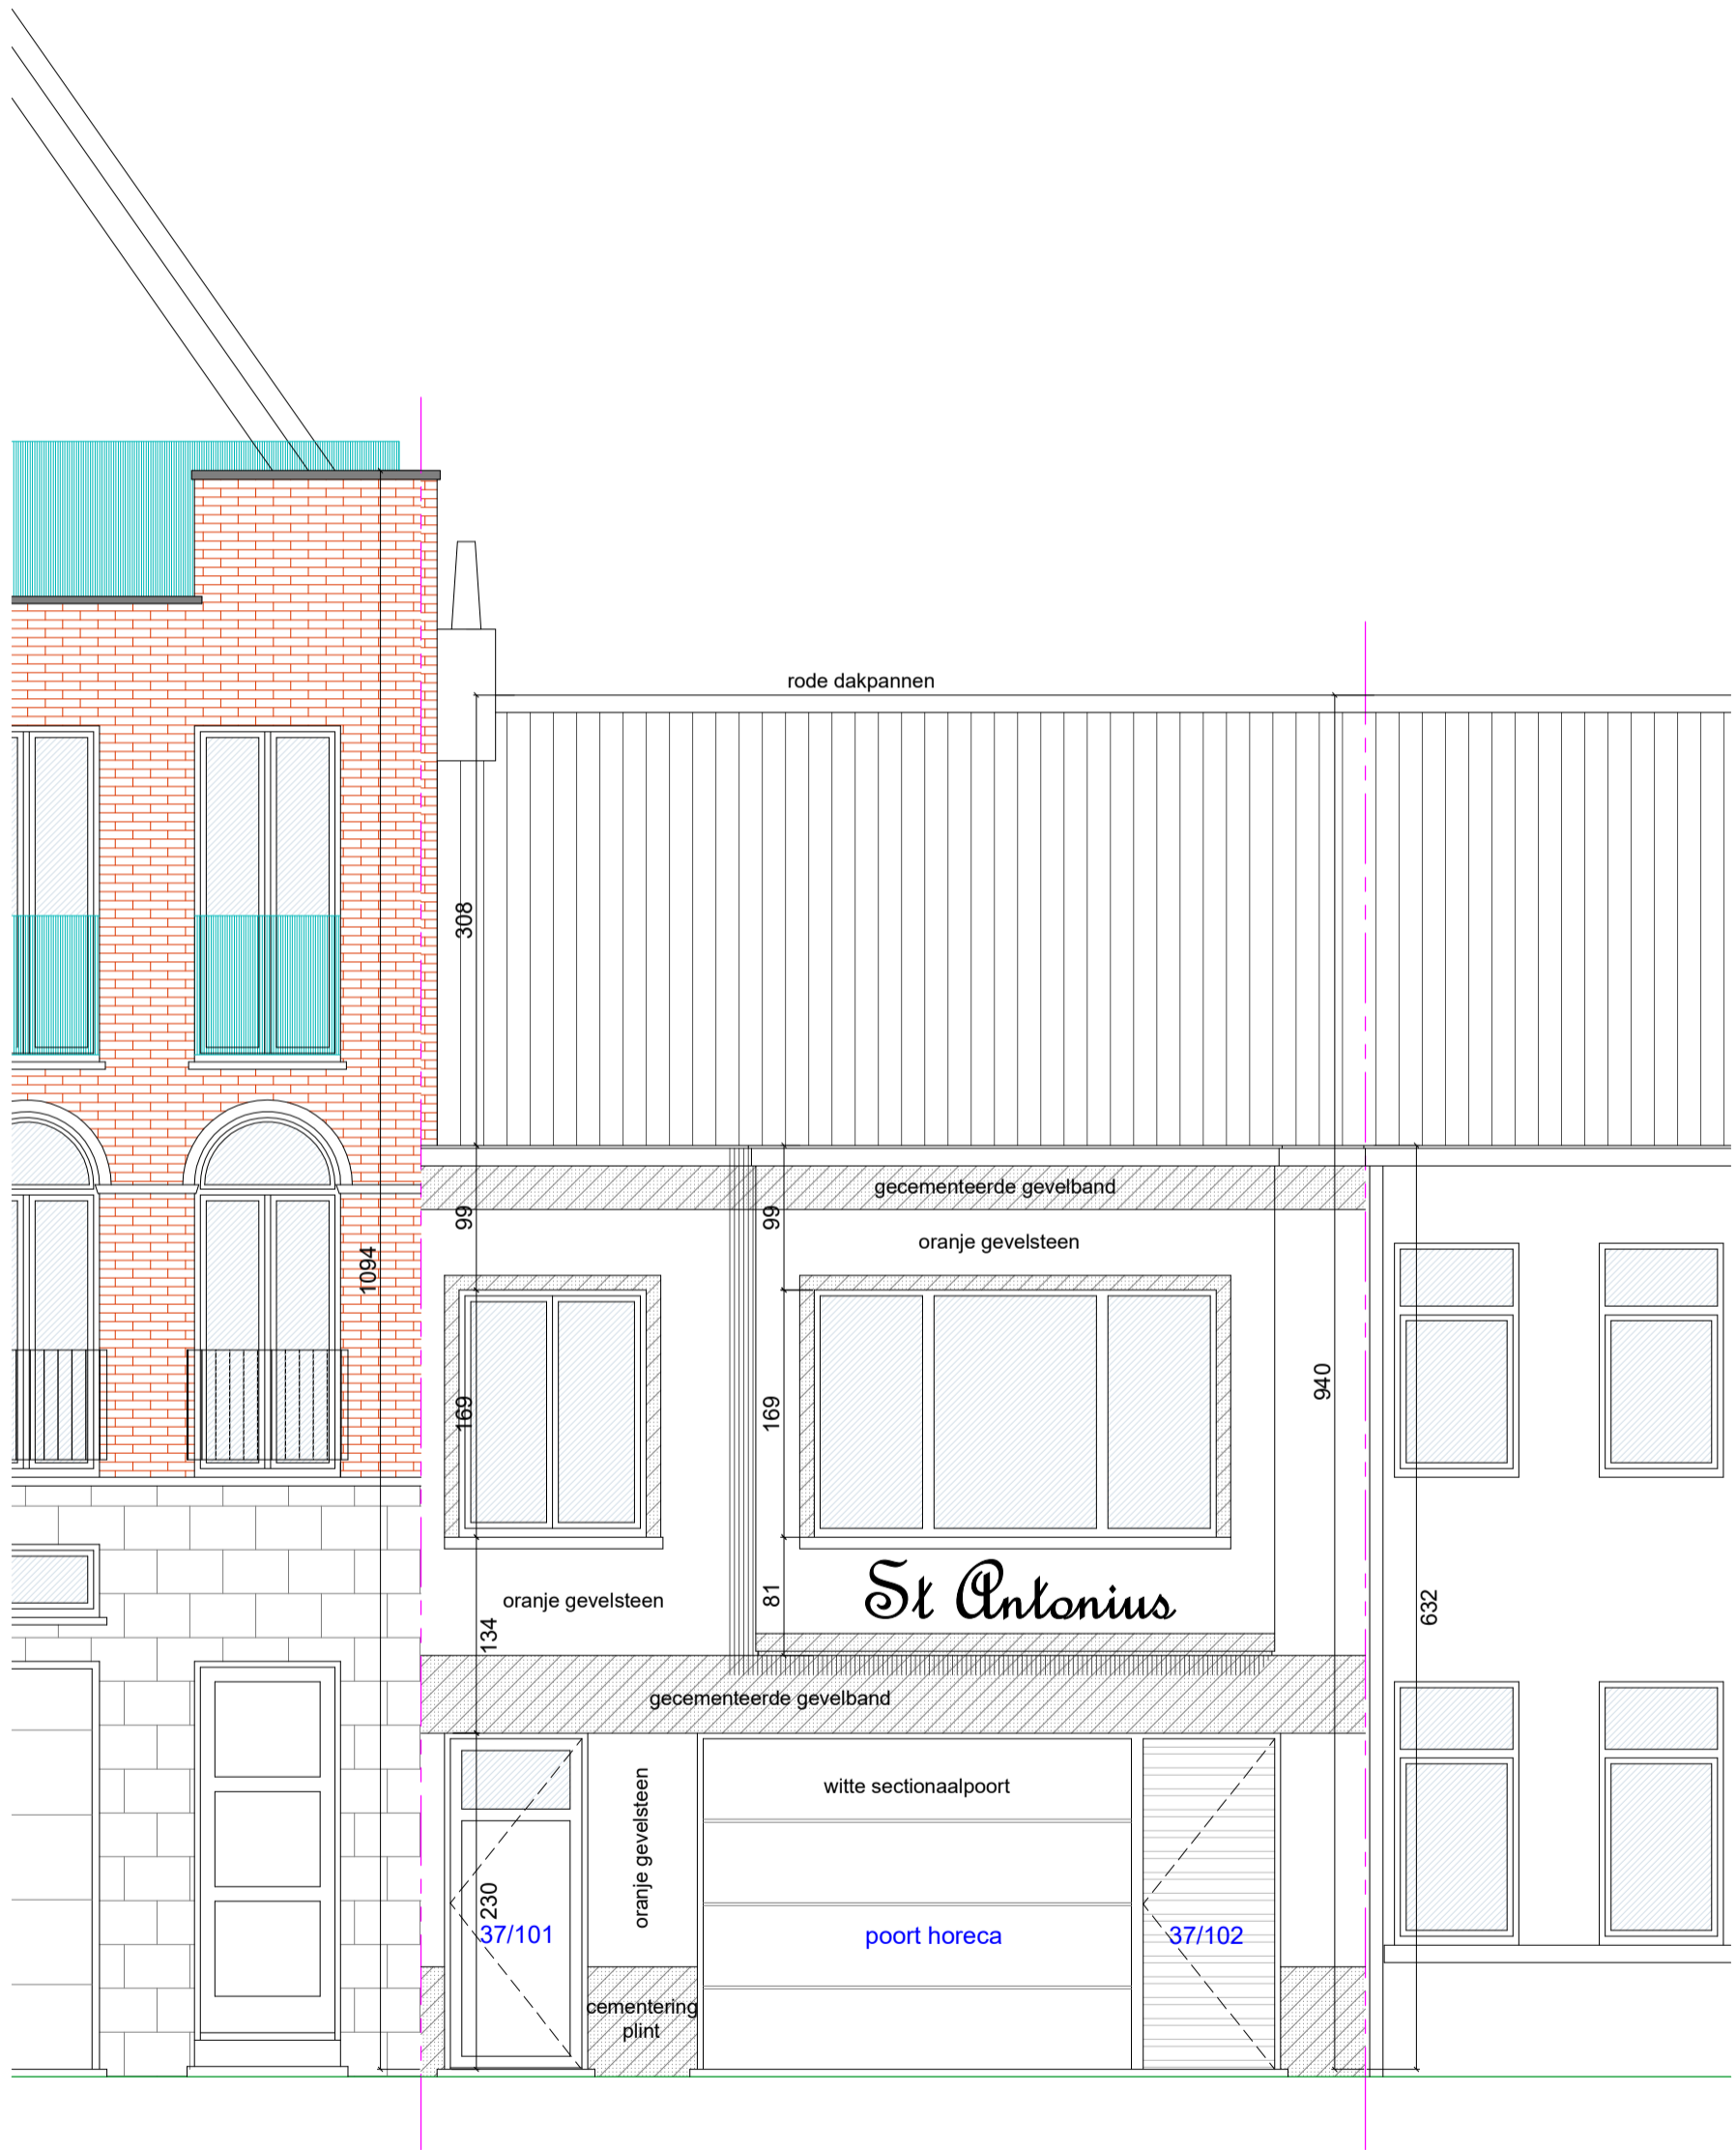 rode dakpannen
308
gecementeerde gevelband
99
99
oranje gevelsteen
1094
940
169
169
St Antonius
81
oranje gevelsteen
134
632
gecementeerde gevelband
witte sectionaalpoort
oranje gevelsteen
230
37/101
poort horeca
37/102
cementering
plint